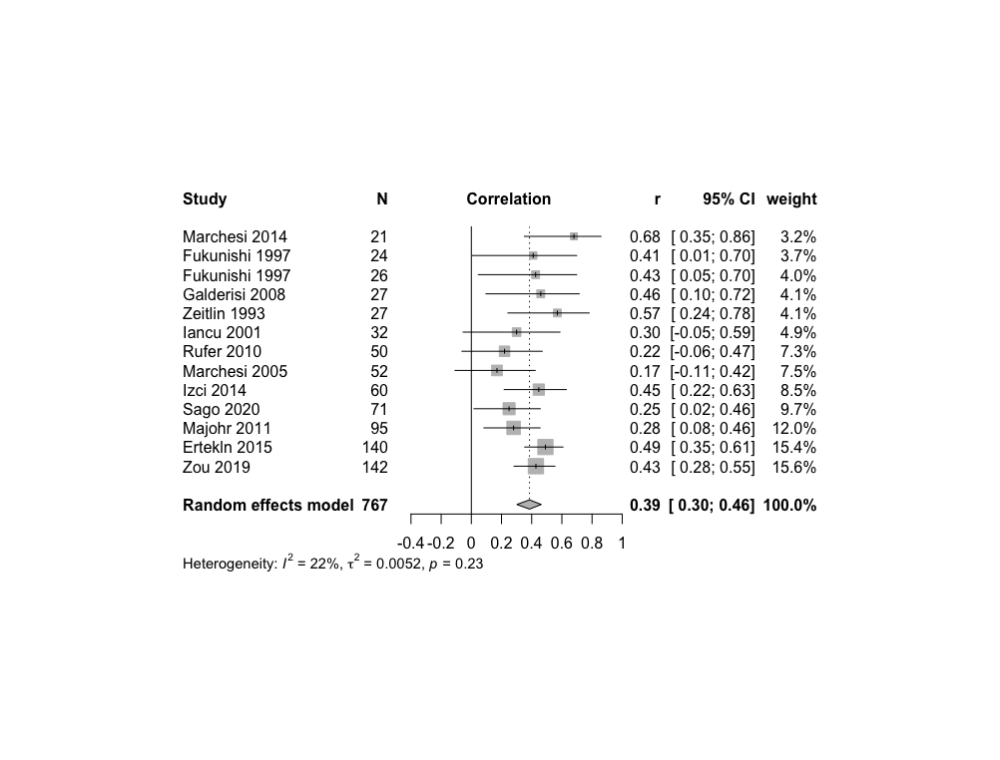 Study N Correlation r 95% CI weight
Marchesi 2014 21 0.68 [ 0.35; 0.86] 3.2%
Fukunishi 1997 24 0.41 [ 0.01; 0.70] 3.7%
Fukunishi 1997 26 0.43 [ 0.05; 0.70] 4.0%
Galderisi 2008 27 0.46 [ 0.10; 0.72] 4.1%
Zeitlin 1993 27 0.57 [ 0.24; 0.78] 4.1%
Iancu 2001 32 0.30 [-0.05; 0.59] 4.9%
Rufer 2010 50 0.22 [-0.06; 0.47] 7.3%
Marchesi 2005 52 0.17 [-0.11; 0.42] 7.5%
Izci 2014 60 0.45 [ 0.22; 0.63] 8.5%
Sago 2020 71 0.25 [ 0.02; 0.46] 9.7%
Majohr 2011 95 0.28 [ 0.08; 0.46] 12.0%
Ertekln 2015 140 0.49 [ 0.35; 0.61] 15.4%
Zou 2019 142 0.43 [ 0.28; 0.55] 15.6%
Random effects model 767 0.39 [ 0.30; 0.46] 100.0%
-0.4 -0.2 0 0.2 0.4 0.6 0.8 1
Heterogeneity: I² = 22%, τ² = 0.0052, p = 0.23